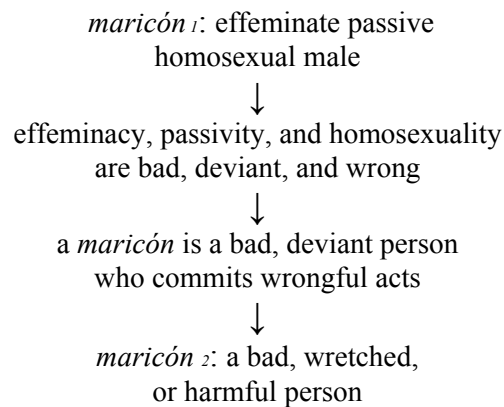 maricón 1: effeminate passive
homosexual male
↓
effeminacy, passivity, and homosexuality
are bad, deviant, and wrong
↓
a maricón is a bad, deviant person
who commits wrongful acts
↓
maricón 2: a bad, wretched,
or harmful person